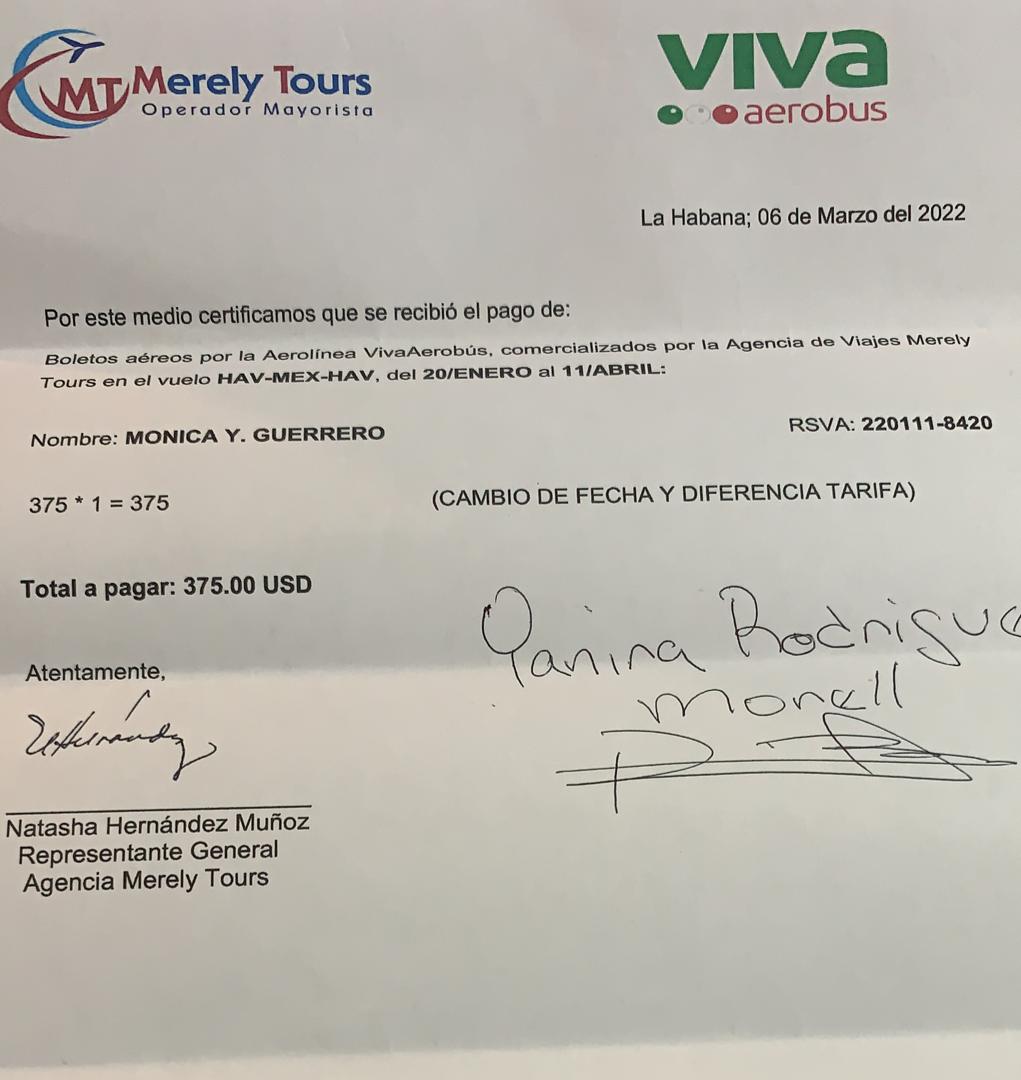 MT Merely Tours
Operador Mayorista
viva
aerobus
La Habana; 06 de Marzo del 2022
Por este medio certificamos que se recibió el pago de:
Boletos aéreos por la Aerolínea VivaAerobús, comercializados por la Agencia de Viajes Merely
Tours en el vuelo HAV-MEX-HAV, del 20/ENERO al 11/ABRIL:
Nombre: MONICA Y. GUERRERO
RSVA: 220111-8420
375 * 1 = 375
(CAMBIO DE FECHA Y DIFERENCIA TARIFA)
Total a pagar: 375.00 USD
Yanina Rodrigue
Monell
Atentamente,
Hernández
Natasha Hernández Muñoz
Representante General
Agencia Merely Tours